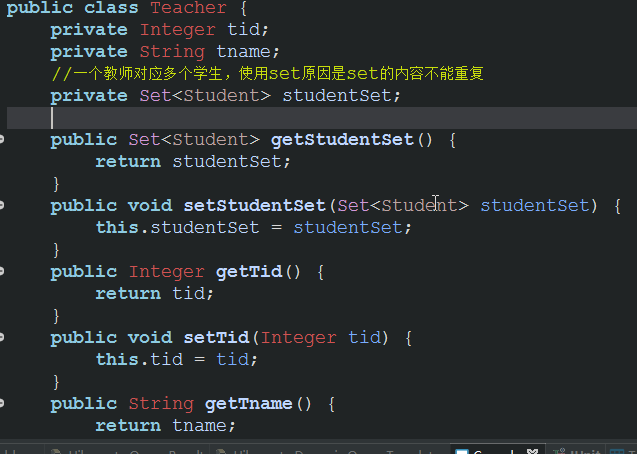 public class Teacher {
private Integer tid;
private String tname;
//一个教师对应多个学生，使用set原因是set的内容不能重复
private Set<Student> studentSet;
public Set<Student> getStudentSet() {
return studentSet;
}
public void setStudentSet(Set<Student> studentSet) {
this.studentSet = studentSet;
}
public Integer getTid() {
return tid;
}
public void setTid(Integer tid) {
this.tid = tid;
}
public String getTname() {
return tname;